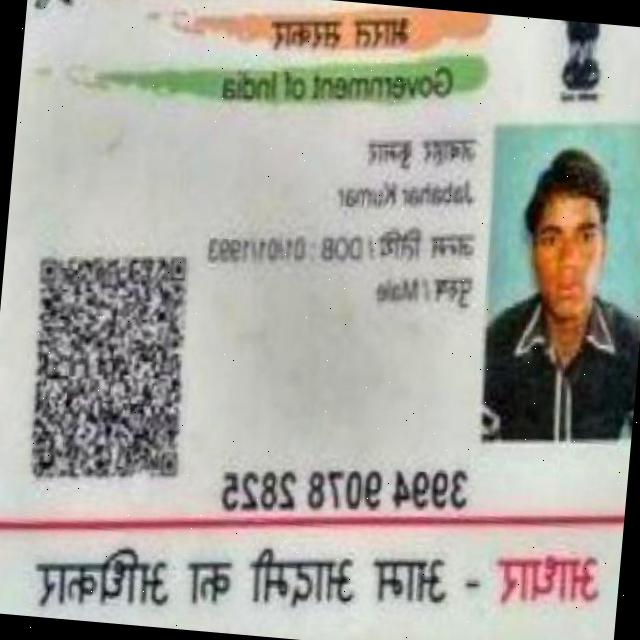 भारत सरकार
Government of India
जबाहर कुमार
Jabahar Kumar
जन्म तिथि / DOB : 01/01/1993
पुरुष / Male
3994 9078 2825
आधार - आम आदमी का अधिकार